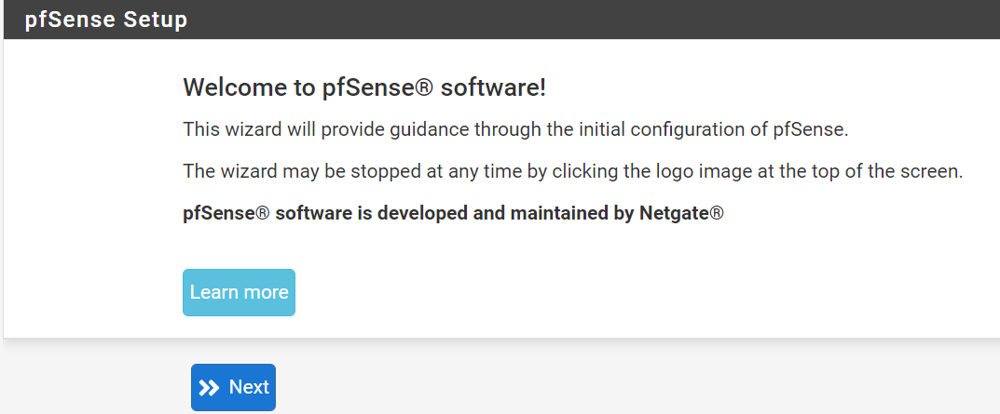 pfSense Setup
Welcome to pfSense® software!
This wizard will provide guidance through the initial configuration of pfSense.
The wizard may be stopped at any time by clicking the logo image at the top of the screen.
pfSense® software is developed and maintained by Netgate®
Learn more
Next